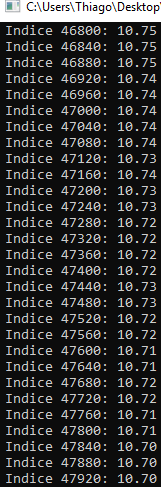 C:\Users\Thiago\Desktop
Indice 46800: 10.75
Indice 46840: 10.75
Indice 46880: 10.75
Indice 46920: 10.74
Indice 46960: 10.74
Indice 47000: 10.74
Indice 47040: 10.74
Indice 47080: 10.74
Indice 47120: 10.73
Indice 47160: 10.74
Indice 47200: 10.73
Indice 47240: 10.73
Indice 47280: 10.72
Indice 47320: 10.72
Indice 47360: 10.72
Indice 47400: 10.72
Indice 47440: 10.73
Indice 47480: 10.73
Indice 47520: 10.72
Indice 47560: 10.72
Indice 47600: 10.71
Indice 47640: 10.71
Indice 47680: 10.72
Indice 47720: 10.72
Indice 47760: 10.71
Indice 47800: 10.71
Indice 47840: 10.70
Indice 47880: 10.70
Indice 47920: 10.70